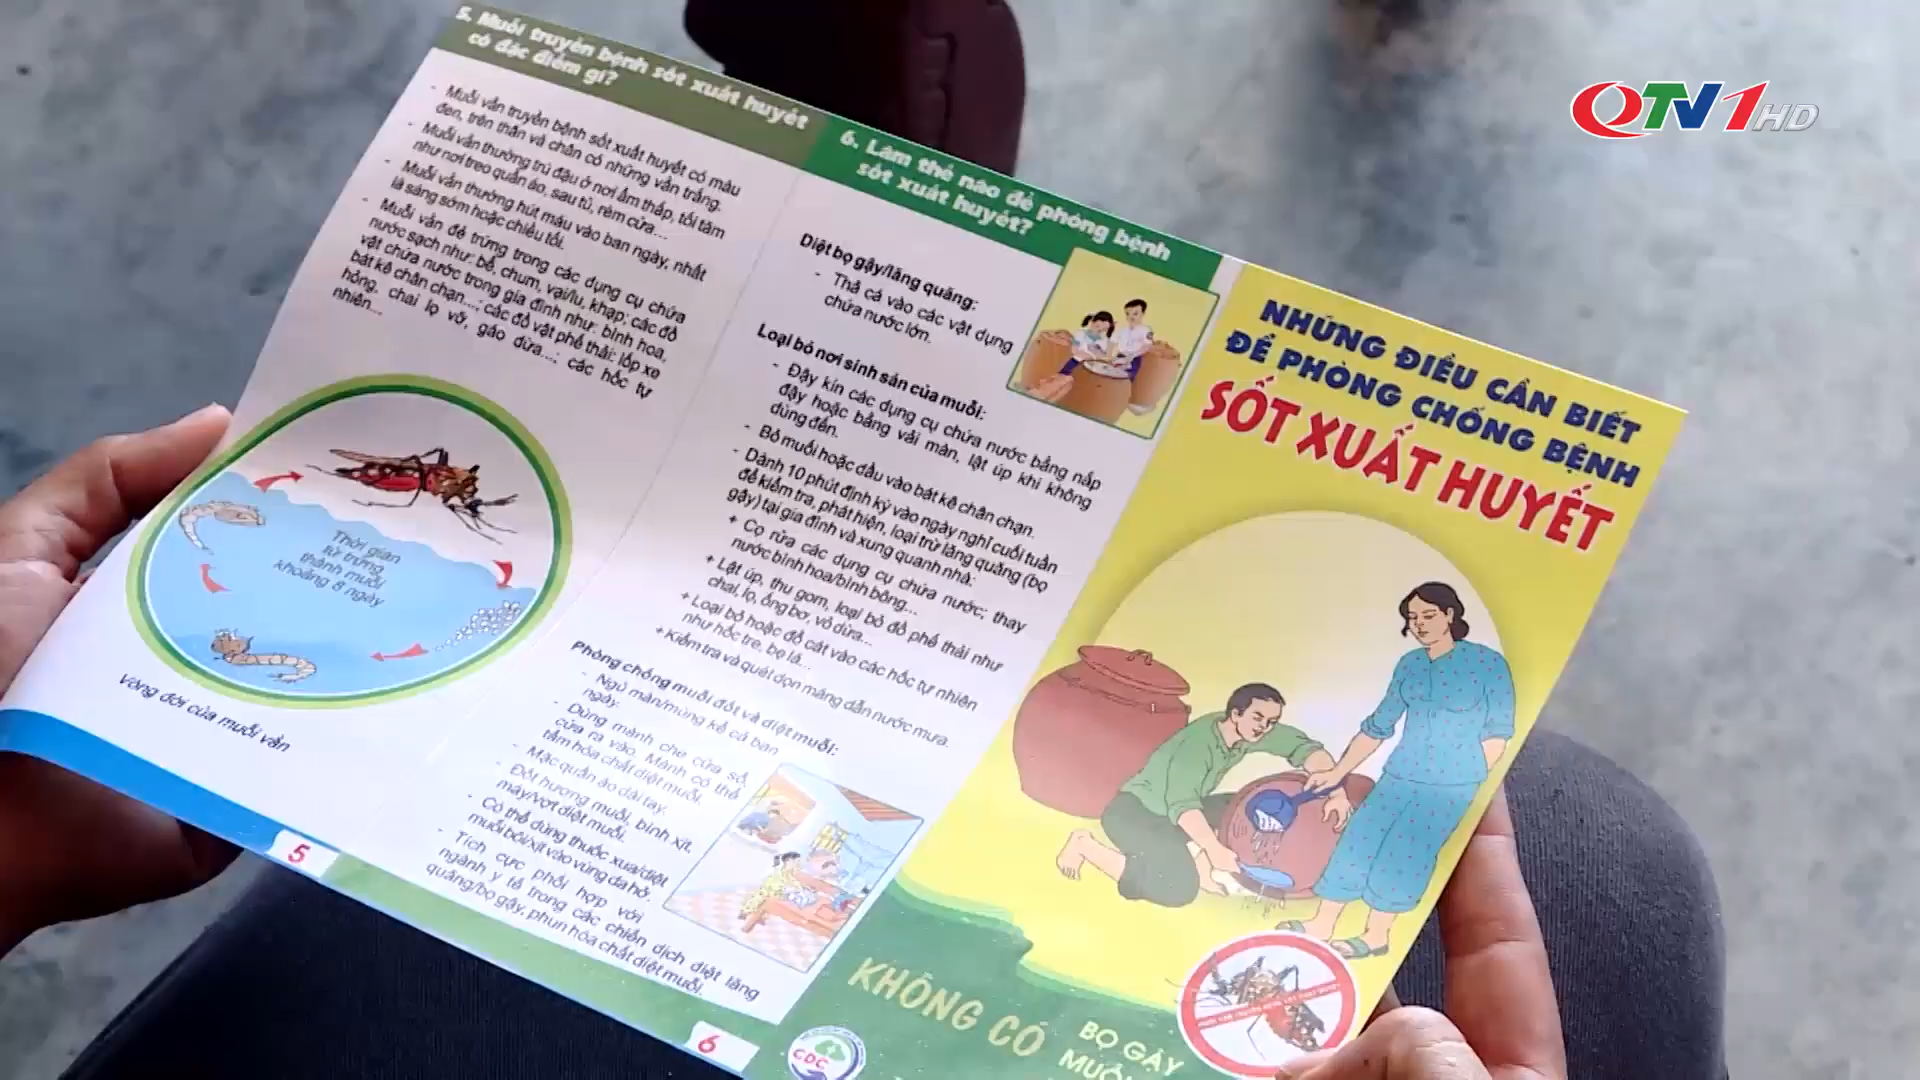 QTV1HD
5. Muỗi truyền bệnh sốt xuất huyết
có đặc điểm gì?
- Muỗi vằn truyền bệnh sốt xuất huyết có màu
đen, trên thân và chân có những vằn trắng.
- Muỗi vằn thường trú đậu ở nơi ẩm thấp, tối tăm
như nơi treo quần áo, sau tủ, rèm cửa...
- Muỗi vằn thường hút máu vào ban ngày, nhất
là sáng sớm hoặc chiều tối.
- Muỗi vằn đẻ trứng trong các dụng cụ chứa
nước sạch như: bể, chum, vại/lu, khạp; các đồ
vật chứa nước trong gia đình như: bình hoa,
bát kê chân chạn...; các đồ vật phế thải: lốp xe
hỏng, chai lọ vỡ, gáo dừa...; các hốc tự
nhiên...
Thời gian
từ trứng
thành muỗi
khoảng 8 ngày
Vòng đời của muỗi vằn
5
6. Làm thế nào để phòng bệnh
sốt xuất huyết?
Diệt bọ gậy/lăng quăng:
- Thả cá vào các vật dụng
chứa nước lớn.
Loại bỏ nơi sinh sản của muỗi:
- Đậy kín các dụng cụ chứa nước bằng nắp
đậy hoặc bằng vải màn, lật úp khi không
dùng đến.
- Bỏ muối hoặc dầu vào bát kê chân chạn.
- Dành 10 phút định kỳ vào ngày nghỉ cuối tuần
để kiểm tra, phát hiện, loại trừ lăng quăng (bọ
gậy) tại gia đình và xung quanh nhà:
+ Cọ rửa các dụng cụ chứa nước; thay
nước bình hoa/bình bông...
+ Lật úp, thu gom, loại bỏ đồ phế thải như
chai, lọ, ống bơ, vỏ dừa...
+ Loại bỏ hoặc đổ cát vào các hốc tự nhiên
như hốc tre, bẹ lá...
+ Kiểm tra và quét dọn máng dẫn nước mưa.
Phòng chống muỗi đốt và diệt muỗi:
- Ngủ màn/mùng kể cả ban
ngày.
- Dùng mành che cửa sổ,
cửa ra vào. Mành có thể
tẩm hóa chất diệt muỗi.
- Mặc quần áo dài tay.
- Đốt hương muỗi, bình xịt,
máy/vợt diệt muỗi.
- Có thể dùng thuốc xua/diệt
muỗi bôi/xịt vào vùng da hở.
- Tích cực phối hợp với
ngành y tế trong các chiến dịch diệt lăng
quăng/bọ gậy, phun hóa chất diệt muỗi.
6
NHỮNG ĐIỀU CẦN BIẾT
ĐỂ PHÒNG CHỐNG BỆNH
SỐT XUẤT HUYẾT
KHÔNG CÓ
BỌ GẬY
CDC